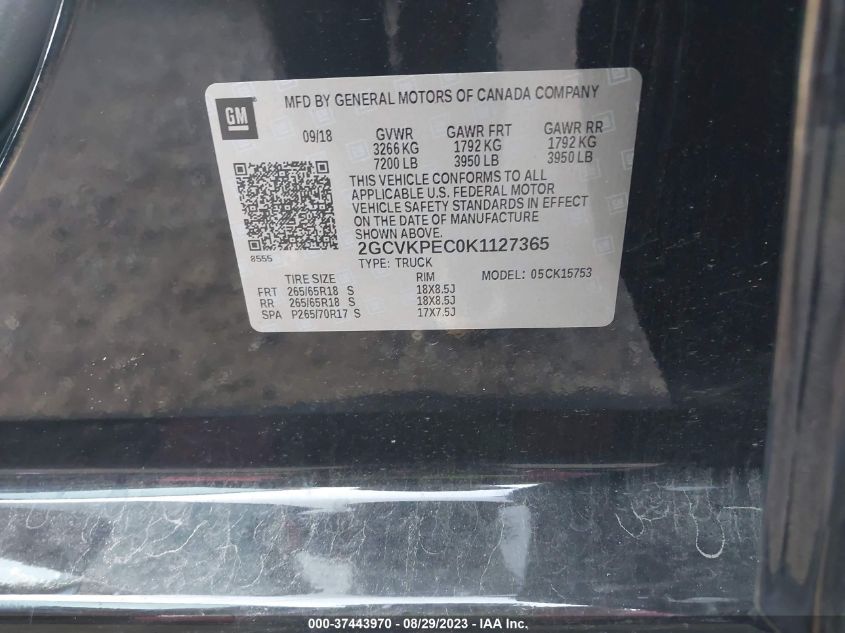 MFD BY GENERAL MOTORS OF CANADA COMPANY
GM
09/18 GVWR GAWR FRT GAWR RR
3266 KG 1792 KG 1792 KG
7200 LB 3950 LB 3950 LB
THIS VEHICLE CONFORMS TO ALL
APPLICABLE U.S. FEDERAL MOTOR
VEHICLE SAFETY STANDARDS IN EFFECT
ON THE DATE OF MANUFACTURE
SHOWN ABOVE.
8555
2GCVKPEC0K1127365
TYPE: TRUCK MODEL: 05CK15753
TIRE SIZE RIM
FRT 265/65R18 S 18X8.5J
RR 265/65R18 S 18X8.5J
SPA P265/70R17 S 17X7.5J
000-37443970 - 08/29/2023 - IAA Inc.